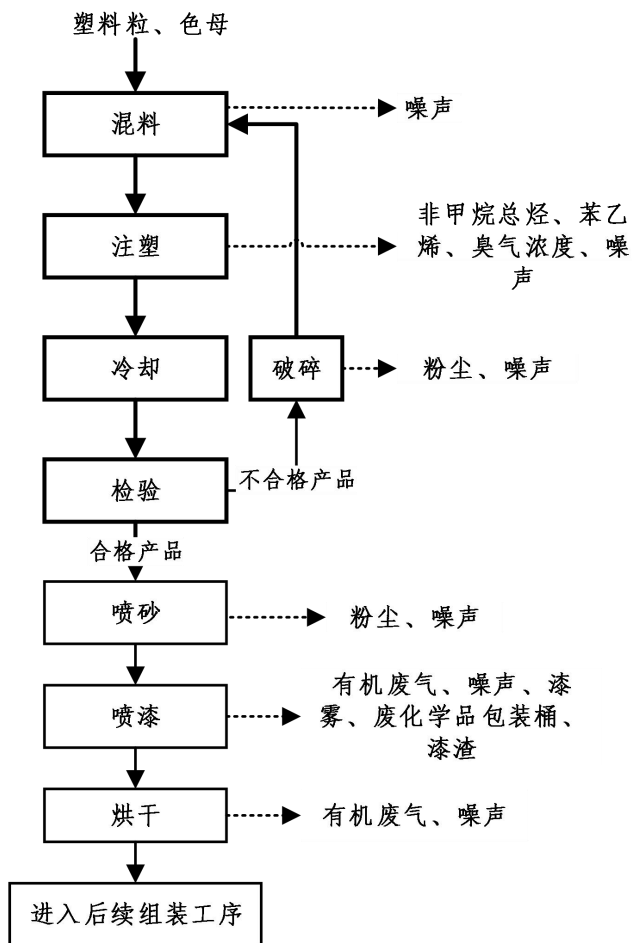 塑料粒、色母
混料
噪声
注塑
非甲烷总烃、苯乙
烯、臭气浓度、噪
声
冷却
破碎
粉尘、噪声
检验
不合格产品
合格产品
喷砂
粉尘、噪声
喷漆
有机废气、噪声、漆
雾、废化学品包装桶、
漆渣
烘干
有机废气、噪声
进入后续组装工序